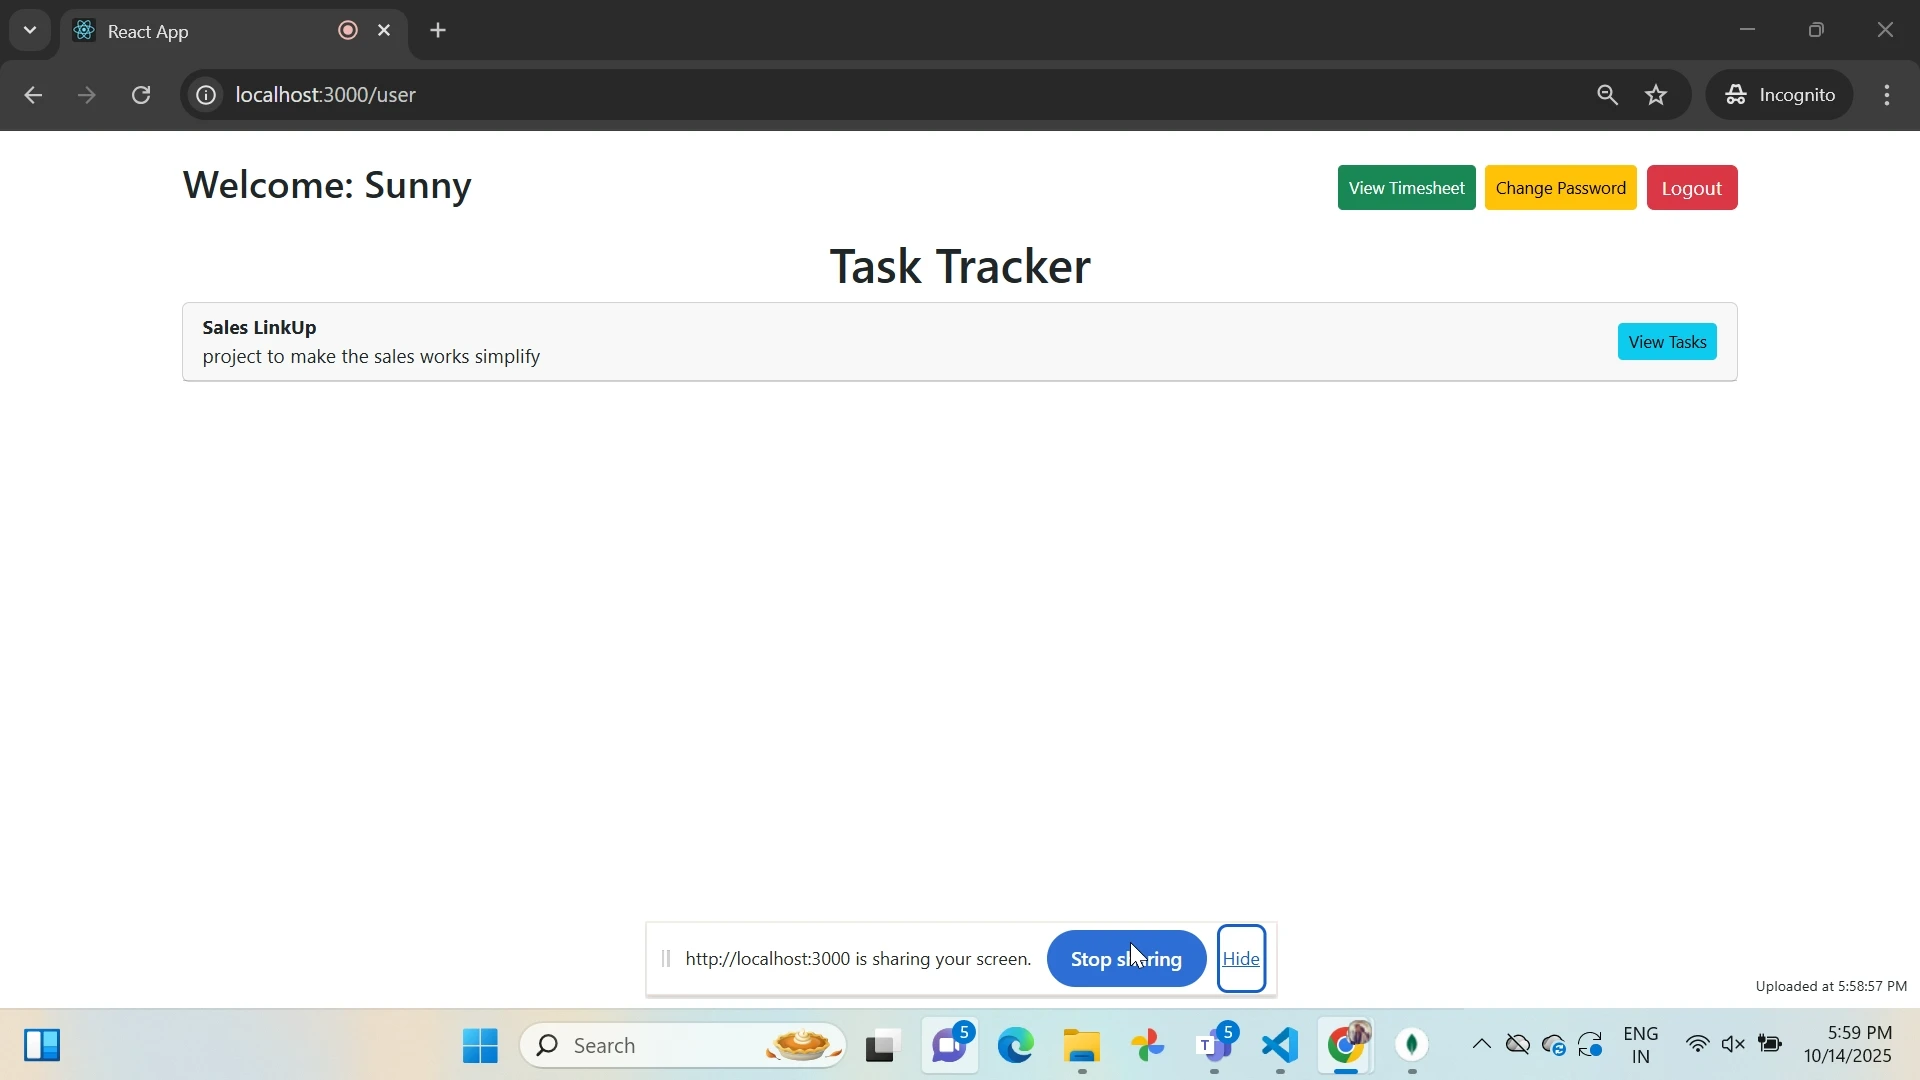 React App
localhost:3000/user
Incognito
Welcome: Sunny
View Timesheet
Change Password
Logout
Task Tracker
Sales LinkUp
project to make the sales works simplify
View Tasks
http://localhost:3000 is sharing your screen.
Stop sharing
Hide
Uploaded at 5:58:57 PM
Search
5
T
5
ENG
IN
5:59 PM
10/14/2025